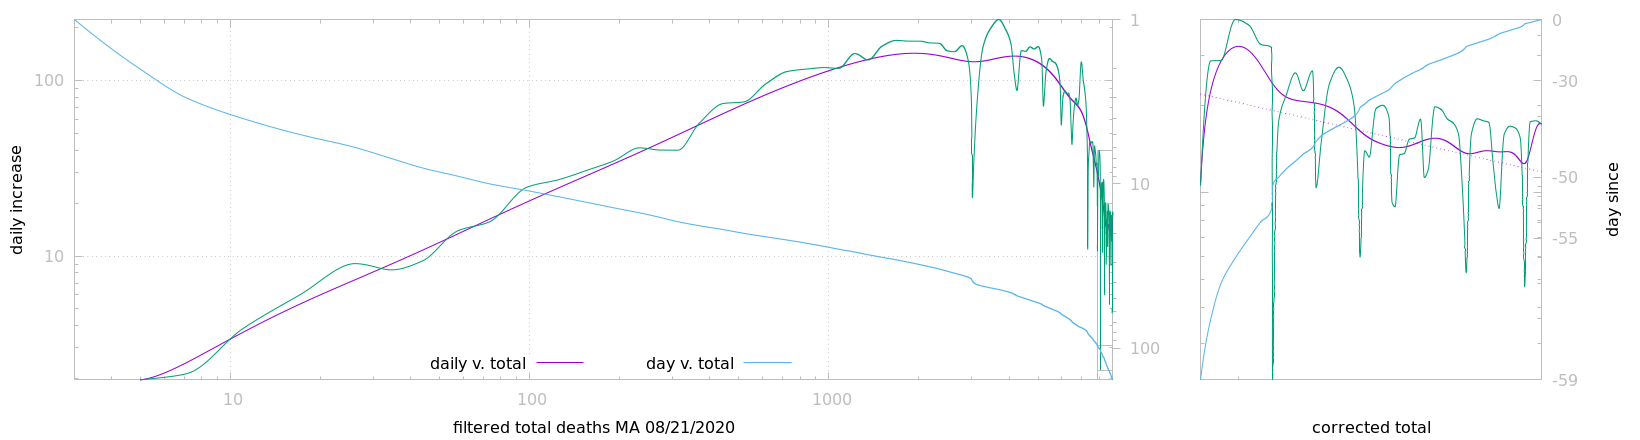 1
0
100
-30
daily increase
10
-50
day since
10
-55
daily v. total
day v. total
100
-59
10
100
1000
filtered total deaths MA 08/21/2020
corrected total